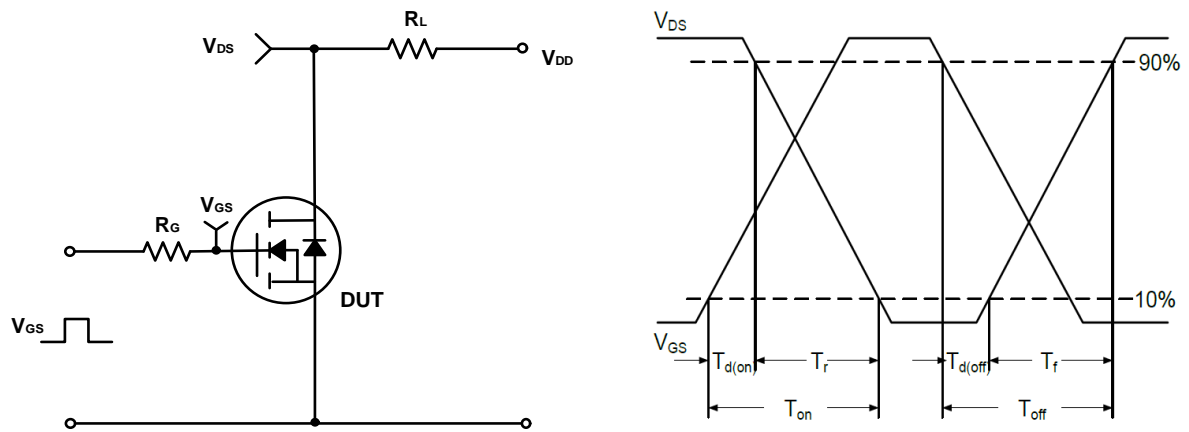 RL
VDS
VDD
VGS
RG
DUT
VGS
VDS
90%
10%
VGS
Td(on)
Tr
Td(off)
Tf
Ton
Toff